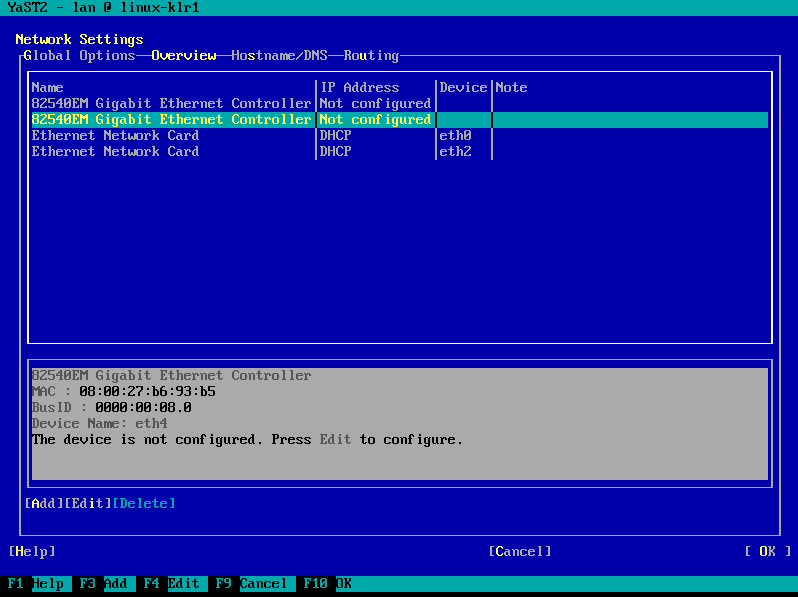 YaST2 - lan @ linux-klr1
Network Settings
Global Options Overview Hostname/DNS Routing
Name IP Address Device Note
82540EM Gigabit Ethernet Controller Not configured
82540EM Gigabit Ethernet Controller Not configured
Ethernet Network Card DHCP eth0
Ethernet Network Card DHCP eth2
82540EM Gigabit Ethernet Controller
MAC : 08:00:27:b6:93:b5
BusID : 0000:00:08.0
Device Name: eth4
The device is not configured. Press Edit to configure.
[Add][Edit][Delete]
[Help] [Cancel] [ OK ]
F1 Help F3 Add F4 Edit F9 Cancel F10 OK